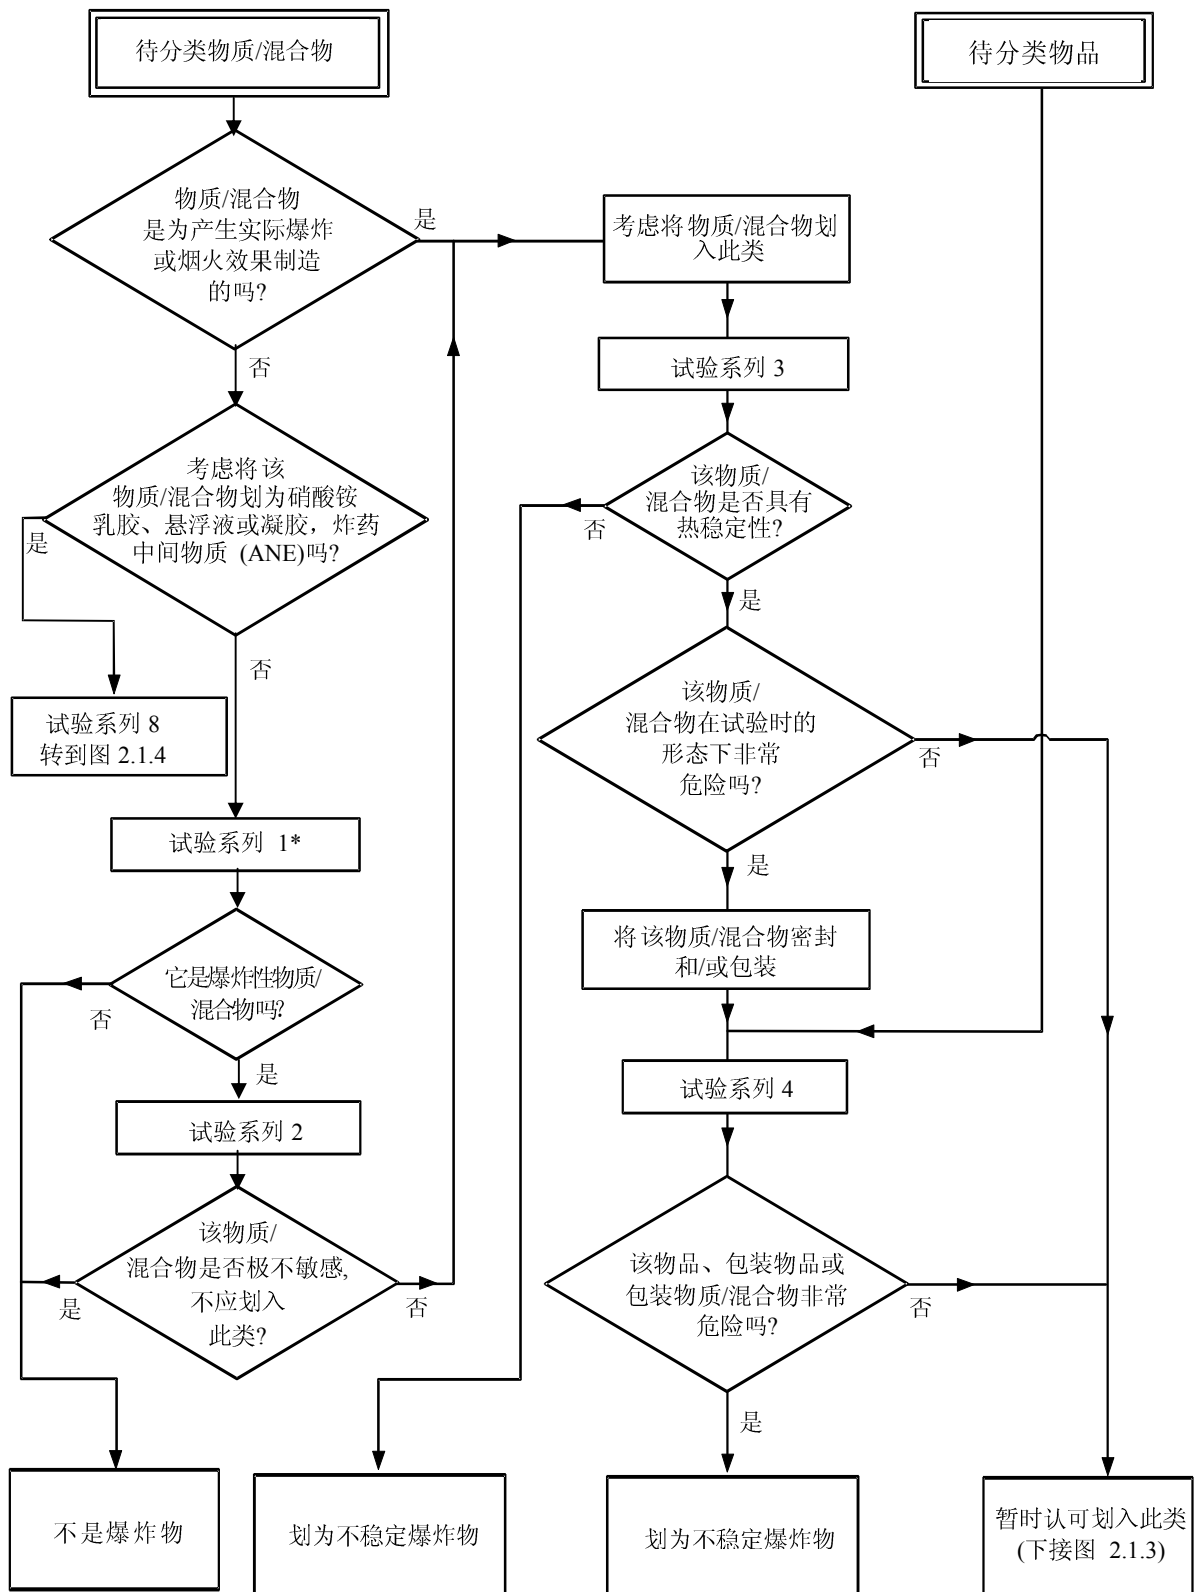 待分类物质/混合物
待分类物品
物质/混合物
是为产生实际爆炸
或烟火效果制造
的吗?
是
考虑将物质/混合物划
入此类
否
试验系列 3
考虑将该
物质/混合物划为硝酸铵
乳胶、悬浮液或凝胶，炸药
中间物质 (ANE)吗?
是
否
该物质/
混合物是否具有
热稳定性?
否
是
试验系列 8
转到图 2.1.4
该物质/
混合物在试验时的
形态下非常
危险吗?
否
是
试验系列 1*
将该物质/混合物密封
和/或包装
它是爆炸性物质/
混合物吗?
否
是
试验系列 4
试验系列 2
该物质/
混合物是否极不敏感,
不应划入
此类?
是
否
该物品、包装物品或
包装物质/混合物非常
危险吗?
否
是
不是爆炸物
划为不稳定爆炸物
划为不稳定爆炸物
暂时认可划入此类
(下接图 2.1.3)